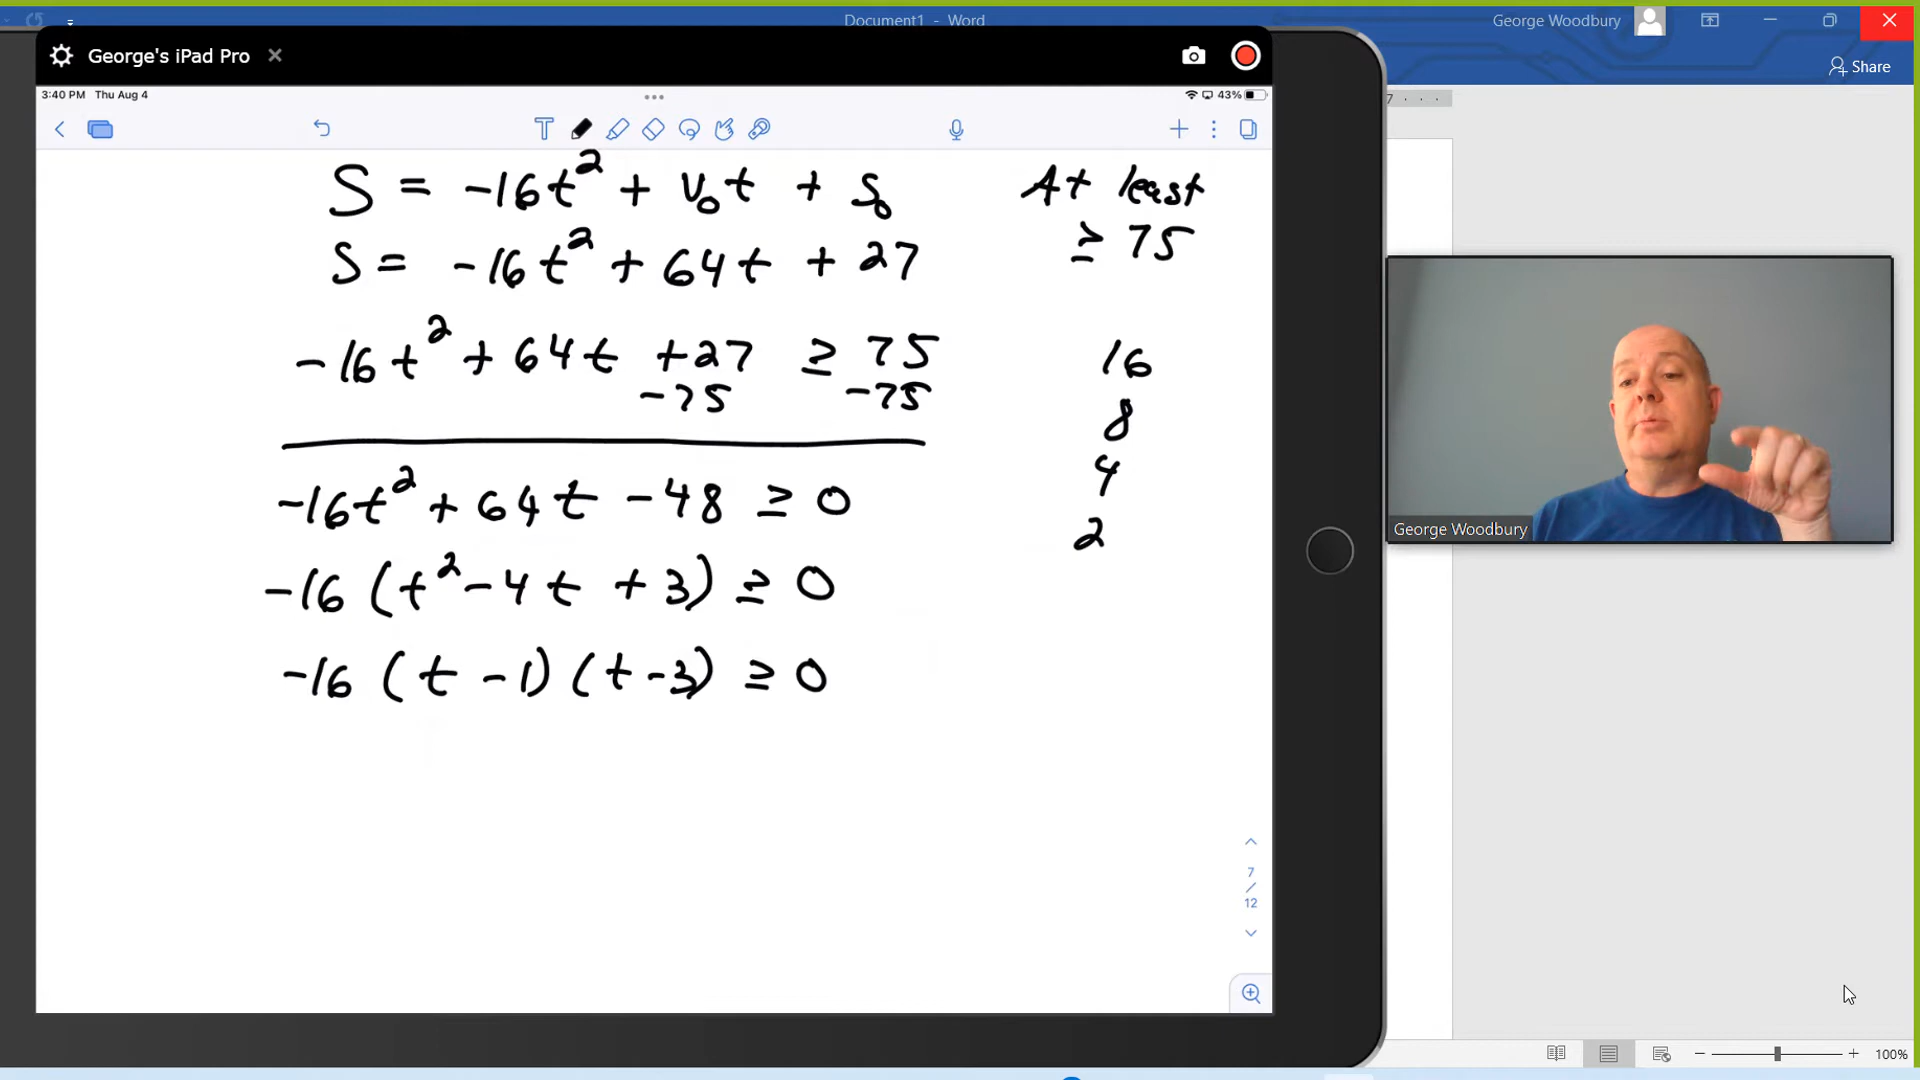 Document1 - Word
George Woodbury
Share
George's iPad Pro
3:40 PM Thu Aug 4
43%
7
S = -16t² + v₀t + s₀
At least
≥ 75
S = -16t² + 64t + 27
-16t² + 64t +27 ≥ 75
-75 -75
16
8
4
2
-16t² + 64t - 48 ≥ 0
-16 (t² - 4t + 3) ≥ 0
-16 (t - 1) (t - 3) ≥ 0
George Woodbury
7
/
12
100%